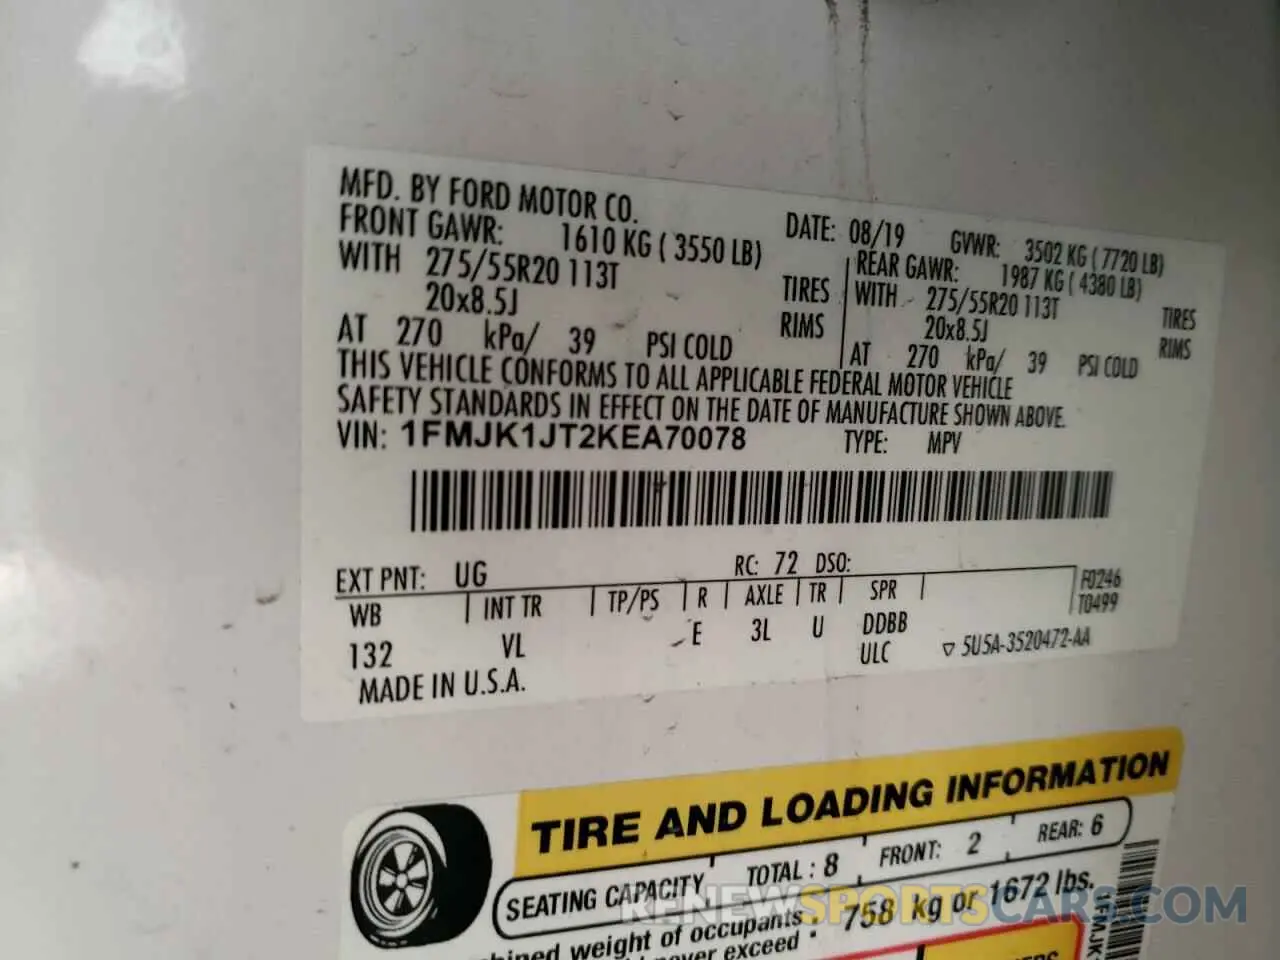 MFD. BY FORD MOTOR CO.
DATE: 08/19 GVWR: 3502 KG ( 7720 LB)
FRONT GAWR: 1610 KG ( 3550 LB) REAR GAWR: 1987 KG ( 4380 LB)
WITH 275/55R20 113T TIRES WITH 275/55R20 113T TIRES
20x8.5J RIMS 20x8.5J RIMS
AT 270 kPa/ 39 PSI COLD AT 270 kPa/ 39 PSI COLD
THIS VEHICLE CONFORMS TO ALL APPLICABLE FEDERAL MOTOR VEHICLE
SAFETY STANDARDS IN EFFECT ON THE DATE OF MANUFACTURE SHOWN ABOVE.
VIN: 1FMJK1JT2KEA70078 TYPE: MPV
EXT PNT: UG RC: 72 DSO:
WB INT TR TP/PS R AXLE TR SPR F0246
T0499
132 VL E 3L U DDBB
ULC ▽ 5U5A-3520472-AA
MADE IN U.S.A.
TIRE AND LOADING INFORMATION
SEATING CAPACITY TOTAL : 8 FRONT: 2 REAR: 6
weight of occupants 758 kg or 1672 lbs.
never exceed
RENEWSPORTSCARS.COM